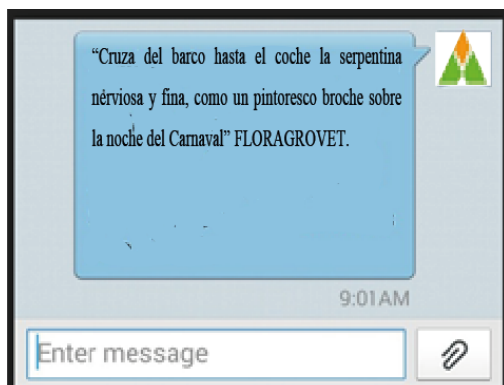 “Cruza del barco hasta el coche la serpentina
nerviosa y fina, como un pintoresco broche sobre
la noche del Carnaval” FLORAGROVET.
9:01AM
Enter message